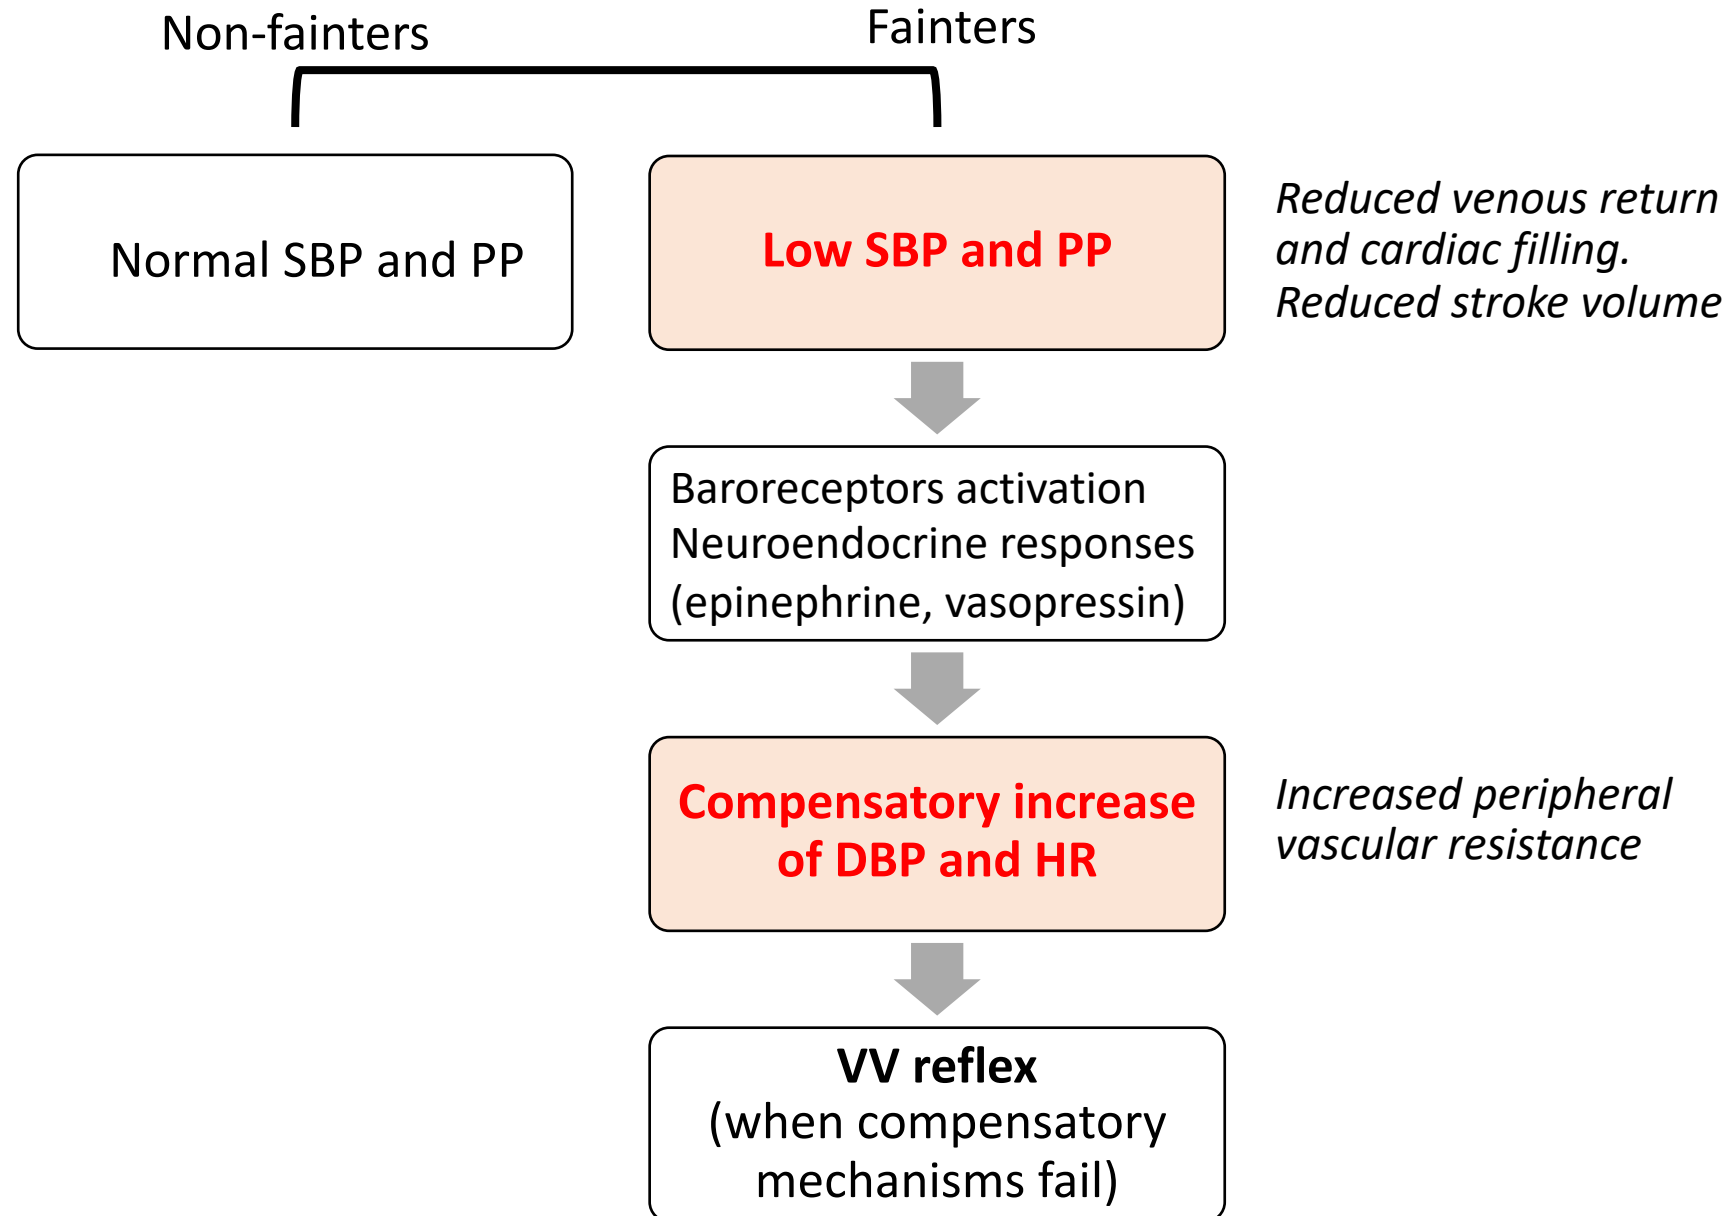 Non-fainters
Fainters
Normal SBP and PP
Low SBP and PP
Reduced venous return
and cardiac filling.
Reduced stroke volume
Baroreceptors activation
Neuroendocrine responses
(epinephrine, vasopressin)
Compensatory increase
of DBP and HR
Increased peripheral
vascular resistance
VV reflex
(when compensatory
mechanisms fail)